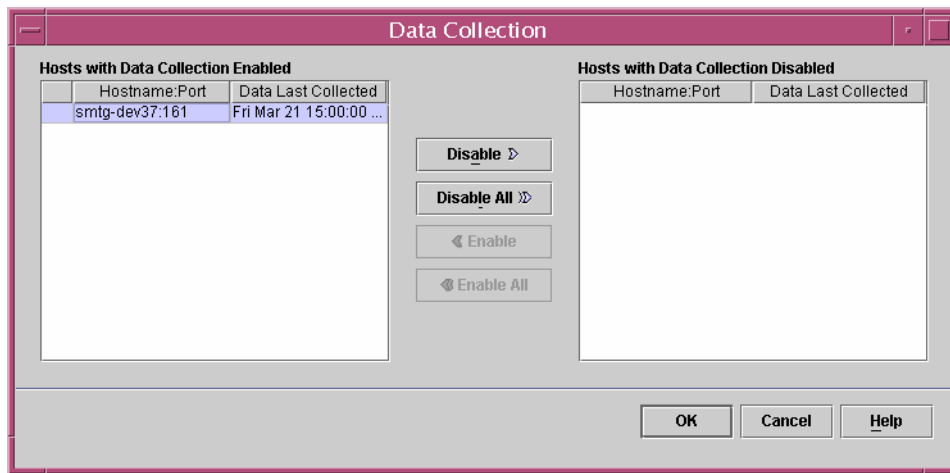 Data Collection
Hosts with Data Collection Enabled
Hostname:Port Data Last Collected
smtg-dev37:161 Fri Mar 21 15:00:00 ...
Hosts with Data Collection Disabled
Hostname:Port Data Last Collected
Disable
Disable All
Enable
Enable All
OK Cancel Help